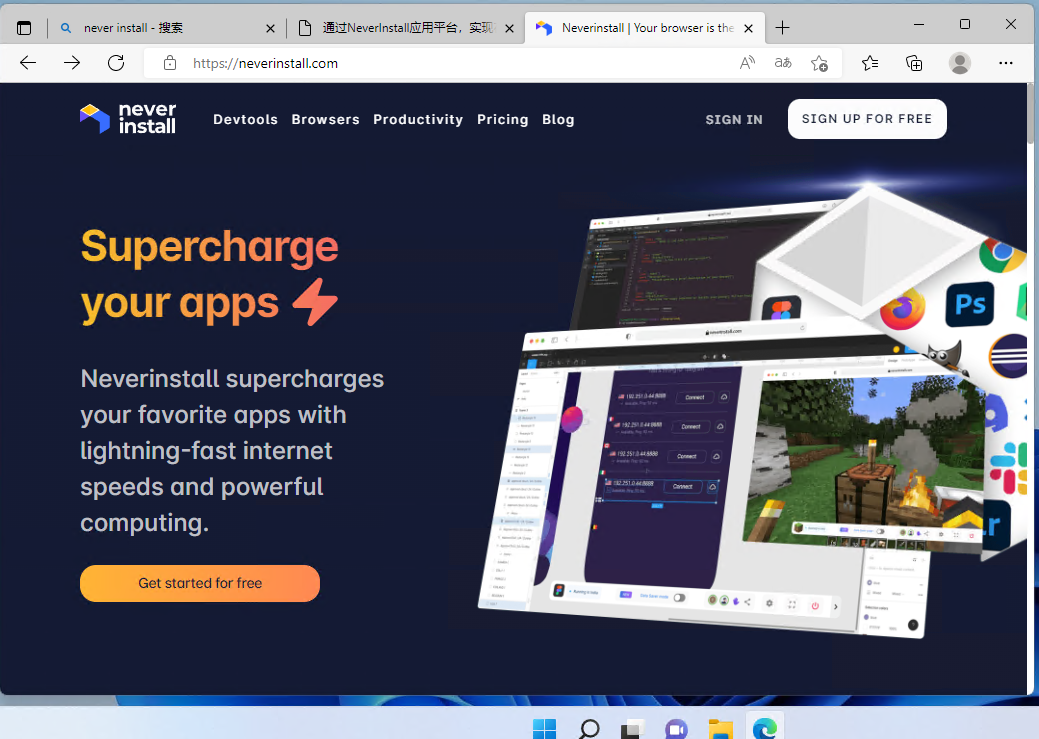 never install - 搜索
通过NeverInstall应用平台，实现
Neverinstall | Your browser is the
https://neverinstall.com
never
install
Devtools Browsers Productivity Pricing Blog SIGN IN SIGN UP FOR FREE
Supercharge
your apps
Neverinstall supercharges
your favorite apps with
lightning-fast internet
speeds and powerful
computing.
Get started for free
neverinstall.com
Ps
192.251.0.44:8888 Connect
192.251.0.44:8888 Connect
192.251.0.44:8888 Connect
192.251.0.44:8888 Connect